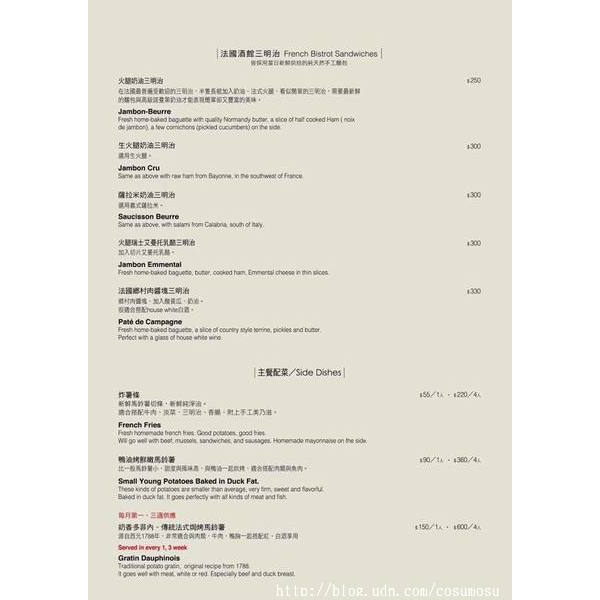 法國酒館三明治 French Bistrot Sandwiches
皆採用當日新鮮烘焙的純天然手工麵包
火腿奶油三明治 $250
在法國最普遍受歡迎的三明治，半隻長棍加入奶油、法式火腿，看似簡單的三明治，需要最新鮮
的麵包與高級諾曼第奶油才能表現簡單卻又豐富的美味。
Jambon-Beurre
Fresh home-baked baguette with quality Normandy butter, a slice of half cooked Ham ( noix
de jambon), a few cornichons (pickled cucumbers) on the side.
生火腿奶油三明治 $300
選用生火腿。
Jambon Cru
Same as above with raw ham from Bayonne, in the southwest of France.
薩拉米奶油三明治 $300
選用義式薩拉米。
Saucisson Beurre
Same as above, with salami from Calabria, south of Italy.
火腿瑞士艾曼托乳酪三明治 $300
加入切片艾曼托乳酪。
Jambon Emmental
Fresh home-baked baguette, butter, cooked ham, Emmental cheese in thin slices.
法國鄉村肉醬塊三明治 $330
鄉村肉醬塊，加入酸黃瓜、奶油。
很適合搭配house white白酒。
Paté de Campagne
Fresh home-baked baguette, a slice of country style terrine, pickles and butter.
Perfect with a glass of house white wine.
主餐配菜／Side Dishes
炸薯條 $55／1人 · $220／4人
新鮮馬鈴薯切條，新鮮純淨油。
適合搭配牛肉、淡菜、三明治、香腸，附上手工美乃滋。
French Fries
Fresh homemade french fries. Good potatoes, good fries.
Will go well with beef, mussels, sandwiches, and sausages. Homemade mayonnaise on the side.
鴨油烤鮮嫩馬鈴薯 $90／1人 · $360／4人
比一般馬鈴薯小，甜度與風味高，與鴨油一起烘烤，適合搭配肉類與魚肉。
Small Young Potatoes Baked in Duck Fat.
These kinds of potatoes are smaller than average, very firm, sweet and flavorful.
Baked in duck fat. It goes perfectly with all kinds of meat and fish.
每月第一、三週供應
奶香多菲內，傳統法式焗烤馬鈴薯 $150／1人 · $600／4人
源自西元1788年，非常適合與肉類，牛肉、鴨胸一起搭配紅、白酒享用
Served in every 1, 3 week
Gratin Dauphinois
Traditional potato gratin, original recipe from 1788.
It goes well with meat, white or red. Especially beef and duck breast.
http://blog.udn.com/cosumosu